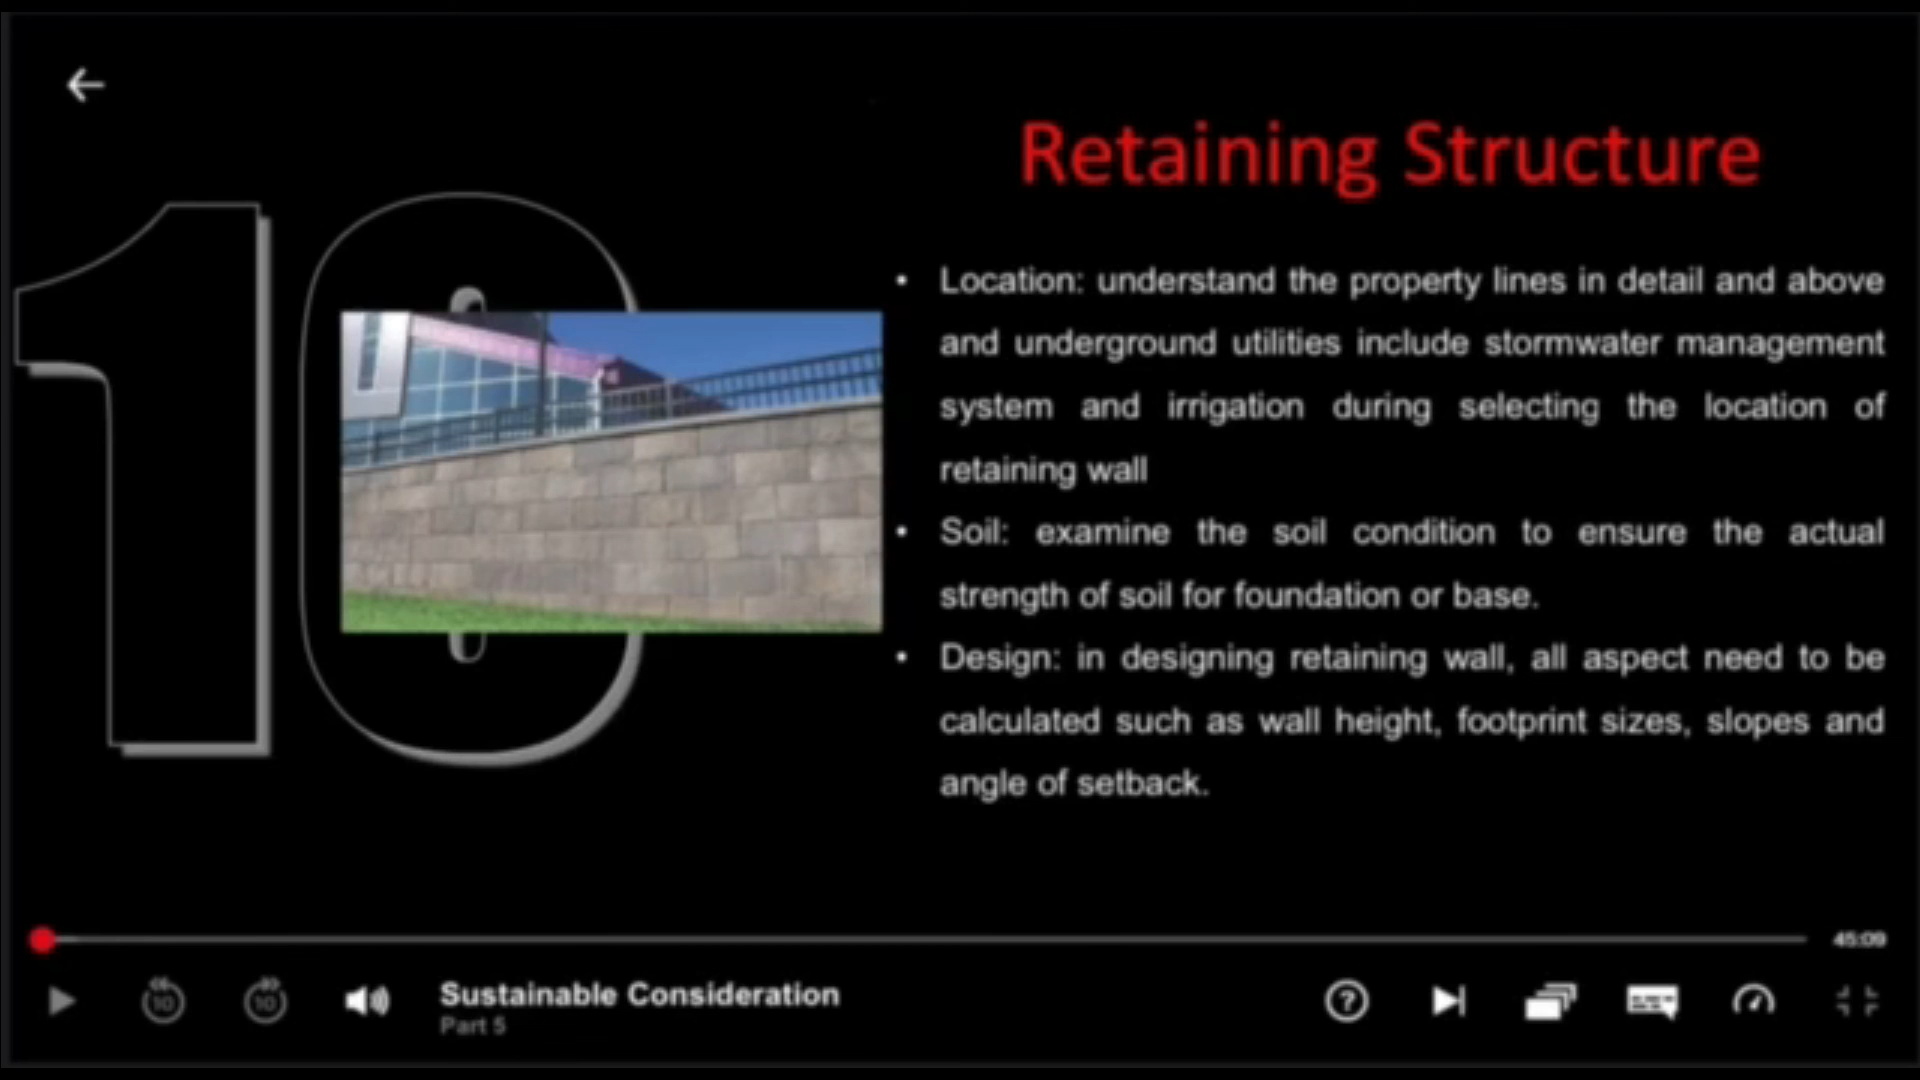 Retaining Structure
10
• Location: understand the property lines in detail and above
and underground utilities include stormwater management
system and irrigation during selecting the location of
retaining wall
• Soil: examine the soil condition to ensure the actual
strength of soil for foundation or base.
• Design: in designing retaining wall, all aspect need to be
calculated such as wall height, footprint sizes, slopes and
angle of setback.
45:09
10
10
Sustainable Consideration
Part 5
?